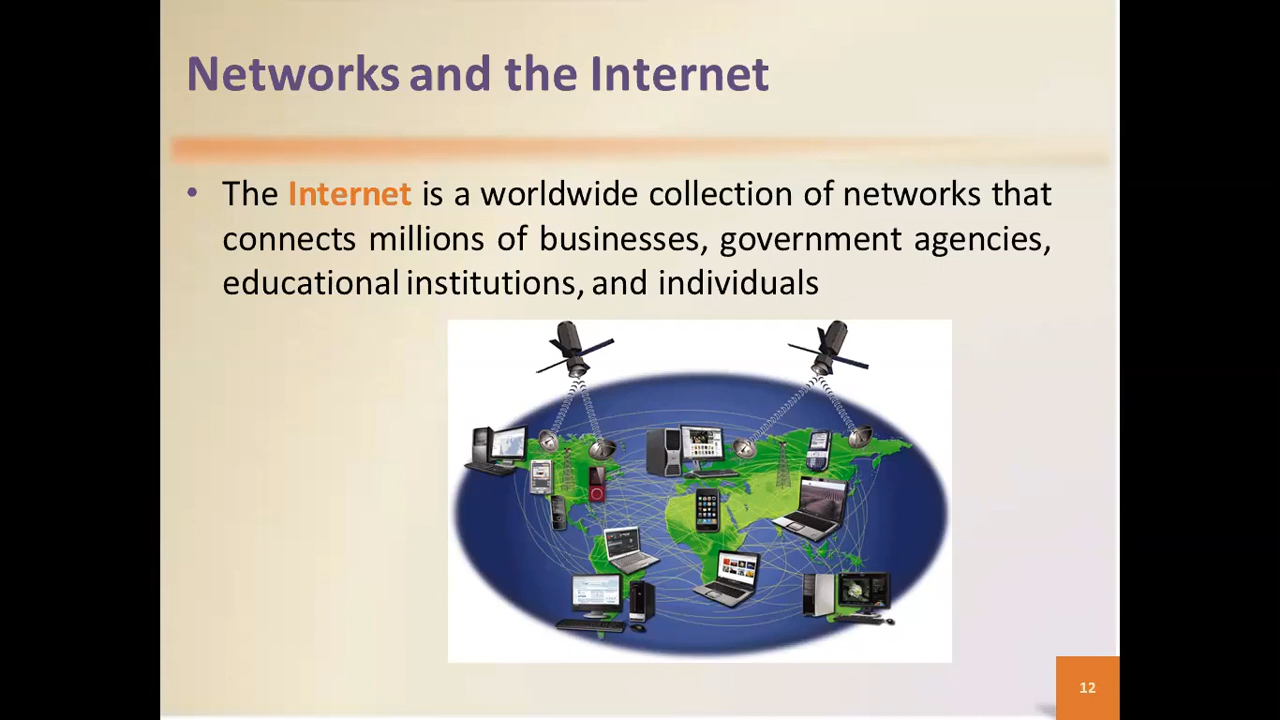 Networks and the Internet
• The Internet is a worldwide collection of networks that
connects millions of businesses, government agencies,
educational institutions, and individuals
12